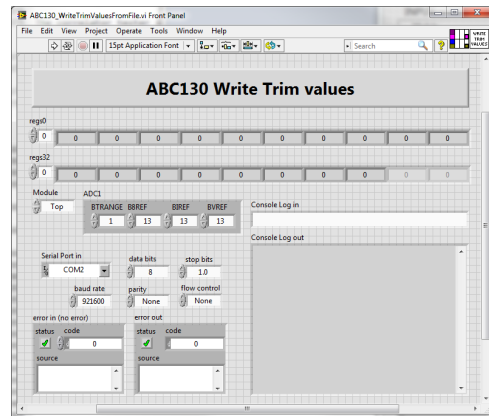 ABC130_WriteTrimValuesFromFile.vi Front Panel
File Edit View Project Operate Tools Window Help
15pt Application Font Search WRITE TRIM VALUES
ABC130 Write Trim values
regs0
0 0 0 0 0 0 0 0 0 0 0
regs32
0 0 0 0 0 0 0 0 0 0 0
Module ADC1
Top BTRANGE BBREF BIREF BVREF Console Log in
1 13 13 13
Console Log out
Serial Port in data bits stop bits
COM2 8 1.0
baud rate parity flow control
921600 None None
error in (no error) error out
status code status code
0 0
source source